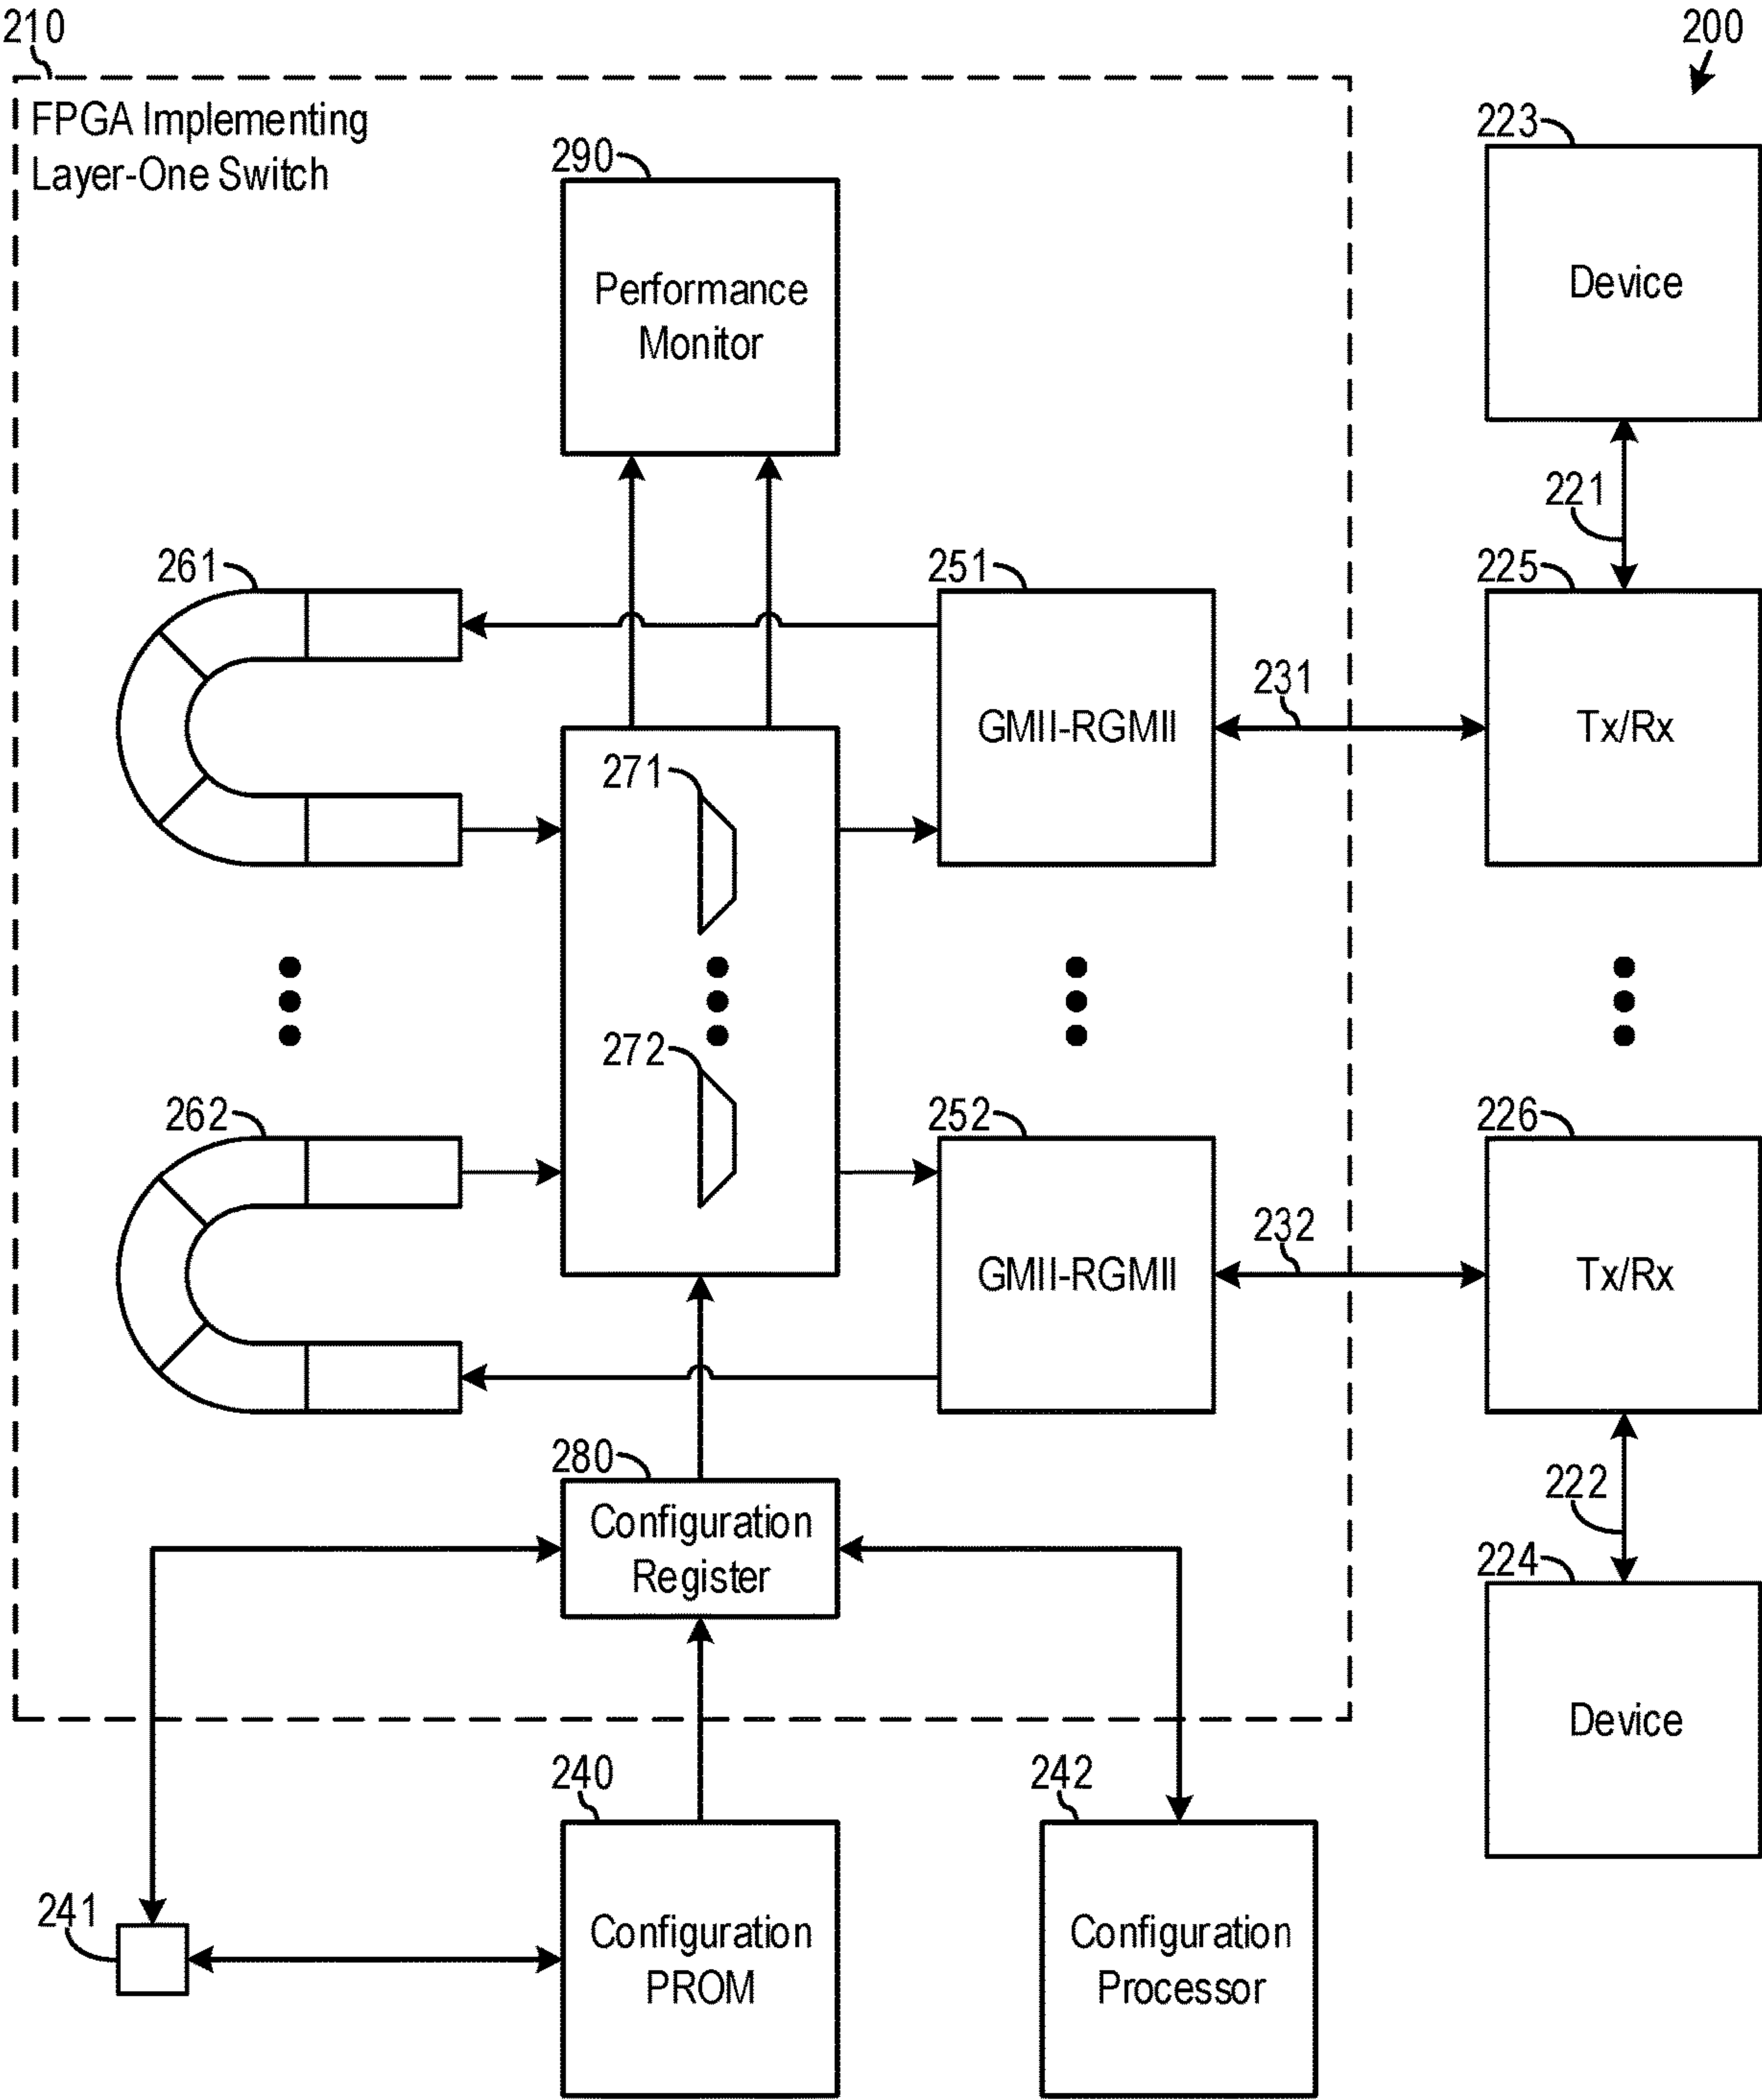 210
200
FPGA Implementing
Layer-One Switch
290
223
Performance
Monitor
Device
221
261
251
225
231
GMII-RGMII
Tx/Rx
271
272
262
252
226
232
GMII-RGMII
Tx/Rx
280
222
Configuration
Register
224
Device
240
242
241
Configuration
PROM
Configuration
Processor